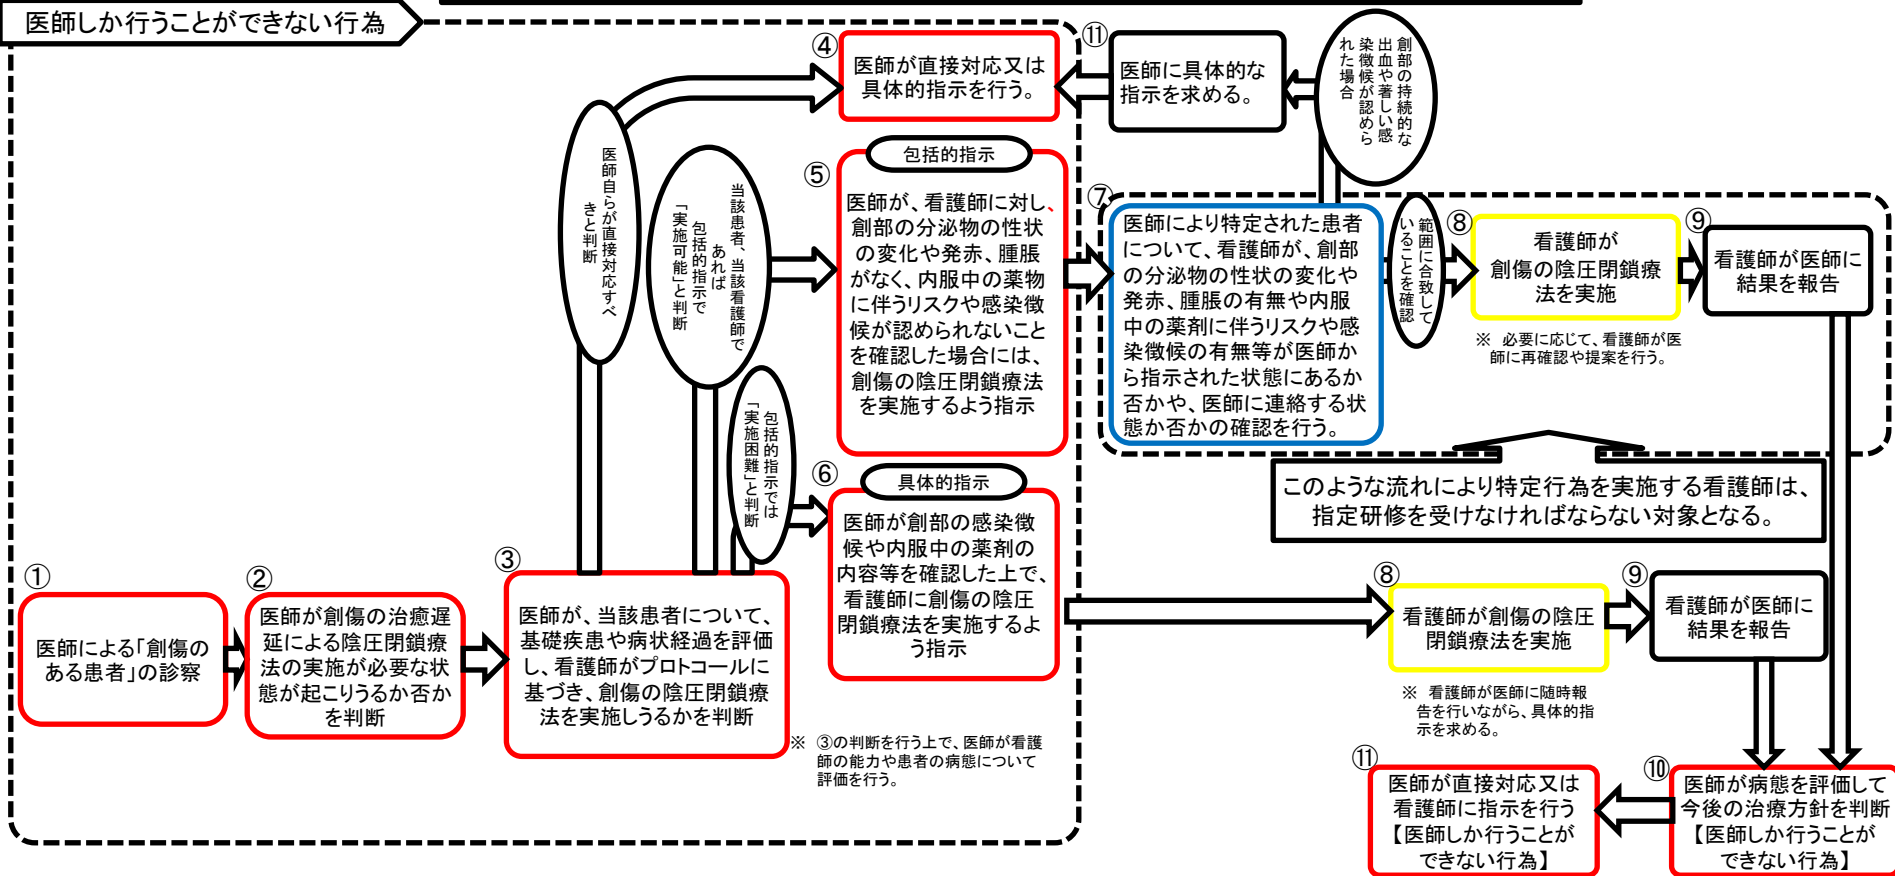 医師しか行うことができない行為
①
医師による「創傷の
ある患者」の診察
②
医師が創傷の治癒遅
延による陰圧閉鎖療
法の実施が必要な状
態が起こりうるか否か
を判断
③
医師が、当該患者について、
基礎疾患や病状経過を評価
し、看護師がプロトコールに
基づき、創傷の陰圧閉鎖療
法を実施しうるかを判断
※ ③の判断を行う上で、医師が看護
師の能力や患者の病態について
評価を行う。
医師自らが直接対応すべ
きと判断
④
医師が直接対応又は
具体的指示を行う。
当該患者、当該看護師で
あれば
包括的指示で
「実施可能」と判断
⑤
包括的指示
医師が、看護師に対し、
創部の分泌物の性状
の変化や発赤、腫脹
がなく、内服中の薬物
に伴うリスクや感染徴
候が認められないこと
を確認した場合には、
創傷の陰圧閉鎖療法
を実施するよう指示
包括的指示では
「実施困難」と判断
⑥
具体的指示
医師が創部の感染徴
候や内服中の薬剤の
内容等を確認した上で、
看護師に創傷の陰圧
閉鎖療法を実施するよ
う指示
⑦
医師により特定された患者
について、看護師が、創部
の分泌物の性状の変化や
発赤、腫脹の有無や内服
中の薬剤に伴うリスクや感
染徴候の有無等が医師か
ら指示された状態にあるか
否かや、医師に連絡する状
態か否かの確認を行う。
創部の持続的な
出血や著しい感
染徴候が認めら
れた場合
⑪
医師に具体的な
指示を求める。
範囲に合致して
いることを確認
⑧
看護師が
創傷の陰圧閉鎖療
法を実施
※ 必要に応じて、看護師が医
師に再確認や提案を行う。
⑨
看護師が医師に
結果を報告
このような流れにより特定行為を実施する看護師は、
指定研修を受けなければならない対象となる。
⑧
看護師が創傷の陰圧
閉鎖療法を実施
※ 看護師が医師に随時報
告を行いながら、具体的指
示を求める。
⑨
看護師が医師に
結果を報告
⑩
医師が病態を評価して
今後の治療方針を判断
【医師しか行うことが
できない行為】
⑪
医師が直接対応又は
看護師に指示を行う
【医師しか行うことが
できない行為】